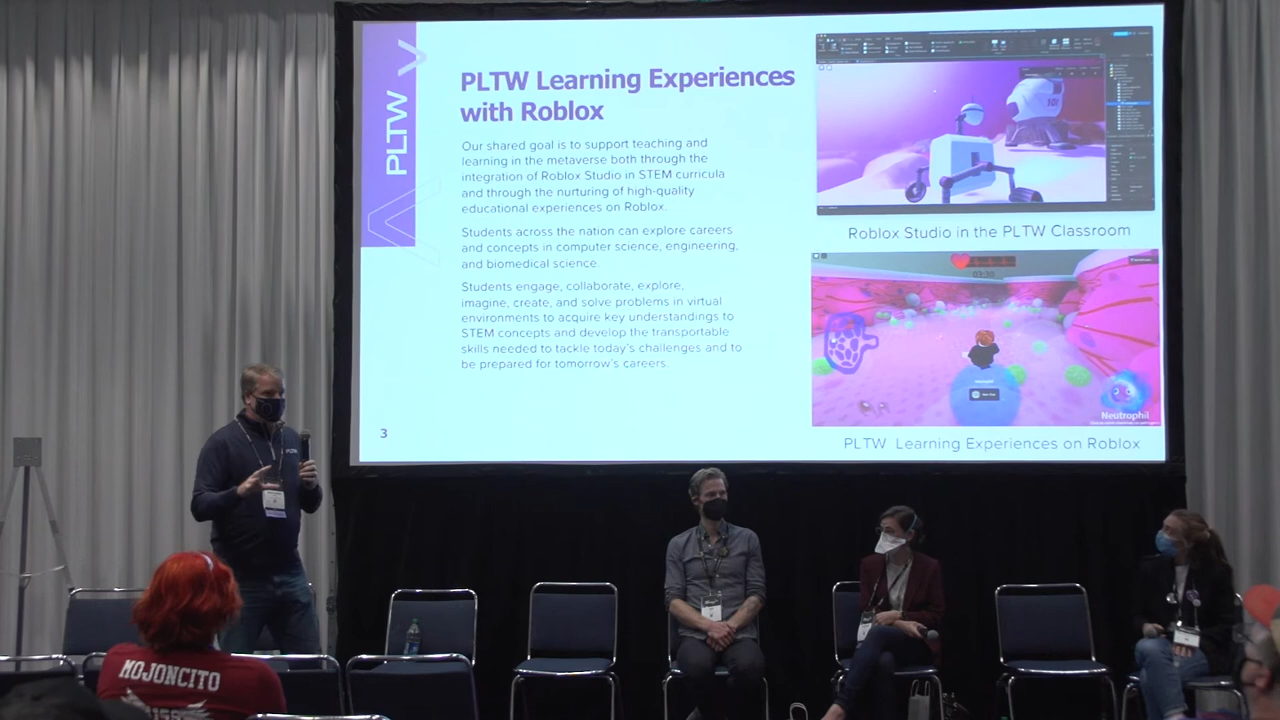 PLTW
PLTW Learning Experiences
with Roblox
Our shared goal is to support teaching and
learning in the metaverse both through the
integration of Roblox Studio in STEM curricula
and through the nurturing of high-quality
educational experiences on Roblox.
Students across the nation can explore careers
and concepts in computer science, engineering,
and biomedical science.
Students engage, collaborate, explore,
imagine, create, and solve problems in virtual
environments to acquire key understandings to
STEM concepts and develop the transportable
skills needed to tackle today's challenges and to
be prepared for tomorrow's careers.
3
101
Roblox Studio in the PLTW Classroom
03:30
Neutrophil
Neutrophil
PLTW Learning Experiences on Roblox
PLTW
MOJONCITO